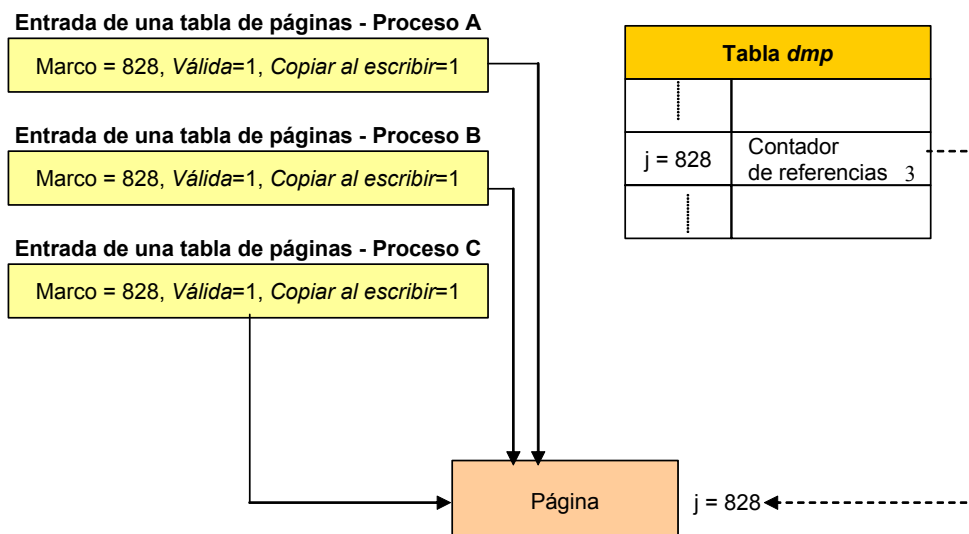 Entrada de una tabla de páginas - Proceso A
Marco = 828, Válida=1, Copiar al escribir=1
Entrada de una tabla de páginas - Proceso B
Marco = 828, Válida=1, Copiar al escribir=1
Entrada de una tabla de páginas - Proceso C
Marco = 828, Válida=1, Copiar al escribir=1
Tabla dmp
j = 828
Contador
de referencias 3
Página
j = 828